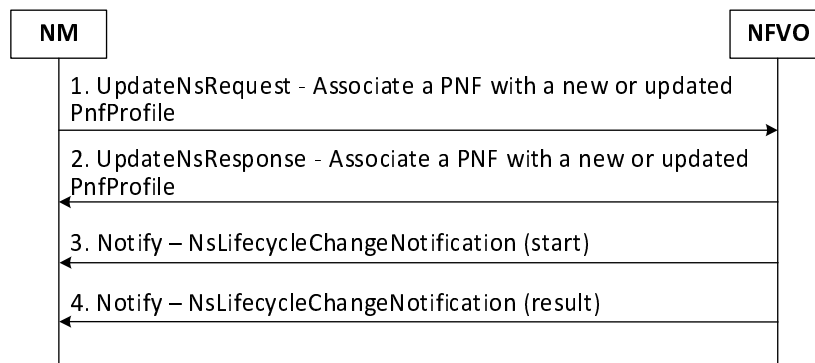 NM
NFVO
1. UpdateNsRequest - Associate a PNF with a new or updated
PnfProfile
2. UpdateNsResponse - Associate a PNF with a new or updated
PnfProfile
3. Notify – NsLifecycleChangeNotification (start)
4. Notify – NsLifecycleChangeNotification (result)